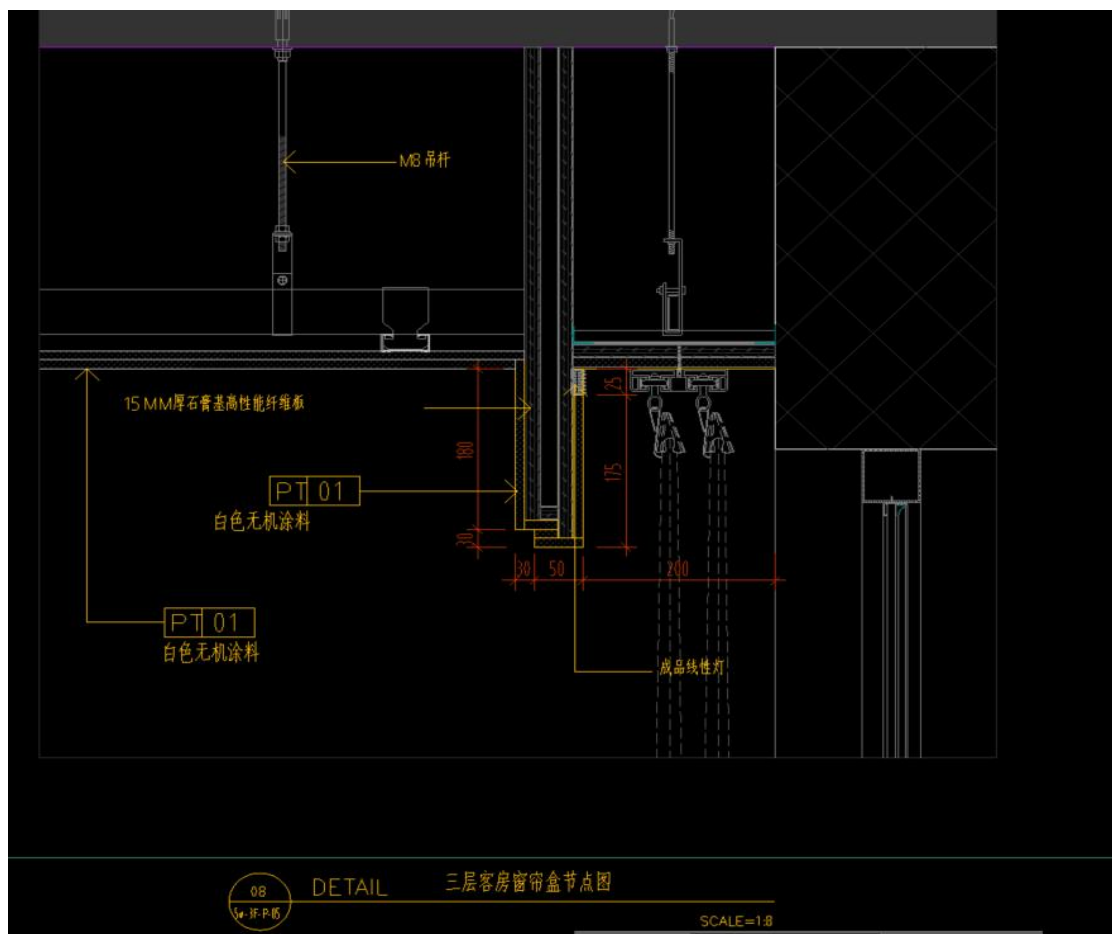 M8 吊杆
15 MM厚石膏基高性能纤维板
25
180
175
PT 01
白色无机涂料
30
30 50 200
PT 01
白色无机涂料
成品线性灯
08
DETAIL 三层客房窗帘盒节点图
5#-3F-P-05
SCALE=1:8